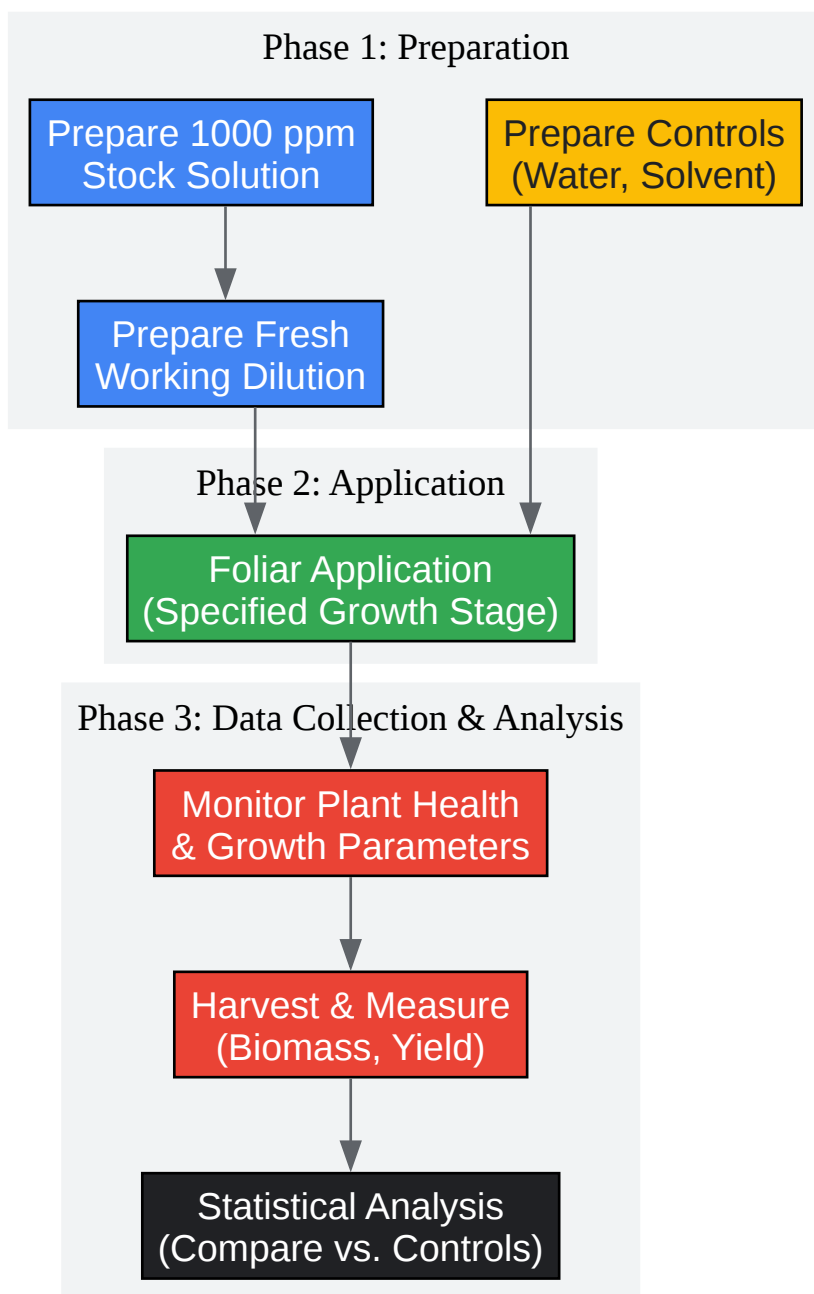 Phase 1: Preparation
Prepare 1000 ppm
Stock Solution
Prepare Controls
(Water, Solvent)
Prepare Fresh
Working Dilution
Phase 2: Application
Foliar Application
(Specified Growth Stage)
Phase 3: Data Collection & Analysis
Monitor Plant Health
& Growth Parameters
Harvest & Measure
(Biomass, Yield)
Statistical Analysis
(Compare vs. Controls)